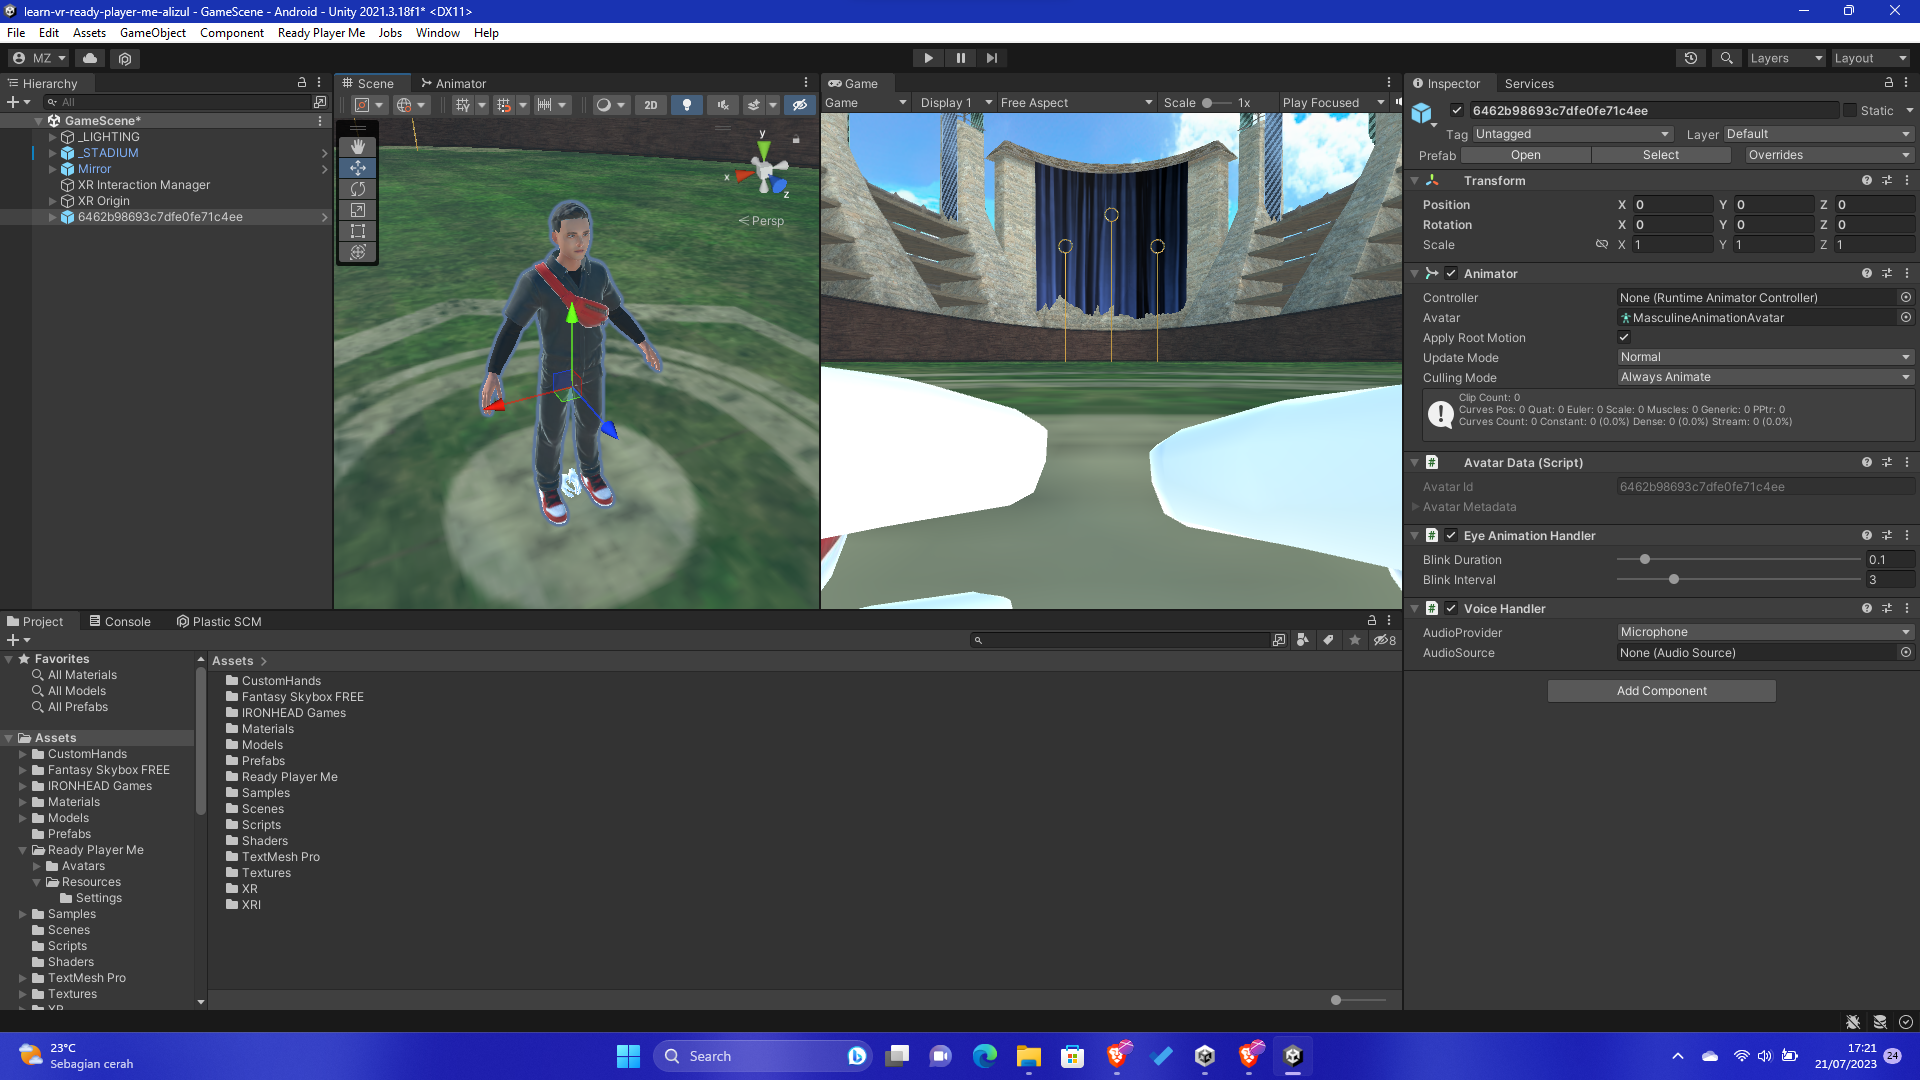 learn-vr-ready-player-me-alizul - GameScene - Android - Unity 2021.3.18f1* <DX11>
File Edit Assets GameObject Component Ready Player Me Jobs Window Help
MZ
Layers Layout
Hierarchy
All
GameScene*
_LIGHTING
_STADIUM
Mirror
XR Interaction Manager
XR Origin
6462b98693c7dfe0fe71c4ee
Scene Animator
2D
y
x
z
Persp
Game
Game Display 1 Free Aspect Scale 1x Play Focused
Inspector Services
6462b98693c7dfe0fe71c4ee Static
Tag Untagged Layer Default
Prefab Open Select Overrides
Transform
Position X 0 Y 0 Z 0
Rotation X 0 Y 0 Z 0
Scale X 1 Y 1 Z 1
Animator
Controller None (Runtime Animator Controller)
Avatar MasculineAnimationAvatar
Apply Root Motion
Update Mode Normal
Culling Mode Always Animate
Clip Count: 0
Curves Pos: 0 Quat: 0 Euler: 0 Scale: 0 Muscles: 0 Generic: 0 PPtr: 0
Curves Count: 0 Constant: 0 (0.0%) Dense: 0 (0.0%) Stream: 0 (0.0%)
Avatar Data (Script)
Avatar Id 6462b98693c7dfe0fe71c4ee
Avatar Metadata
Eye Animation Handler
Blink Duration 0.1
Blink Interval 3
Voice Handler
AudioProvider Microphone
AudioSource None (Audio Source)
Add Component
Project Console Plastic SCM
8
Favorites
All Materials
All Models
All Prefabs
Assets
CustomHands
Fantasy Skybox FREE
IRONHEAD Games
Materials
Models
Prefabs
Ready Player Me
Avatars
Resources
Settings
Samples
Scenes
Scripts
Shaders
TextMesh Pro
Textures
XR
Assets
CustomHands
Fantasy Skybox FREE
IRONHEAD Games
Materials
Models
Prefabs
Ready Player Me
Samples
Scenes
Scripts
Shaders
TextMesh Pro
Textures
XR
XRI
23°C
Sebagian cerah
Search
17:21
21/07/2023
24